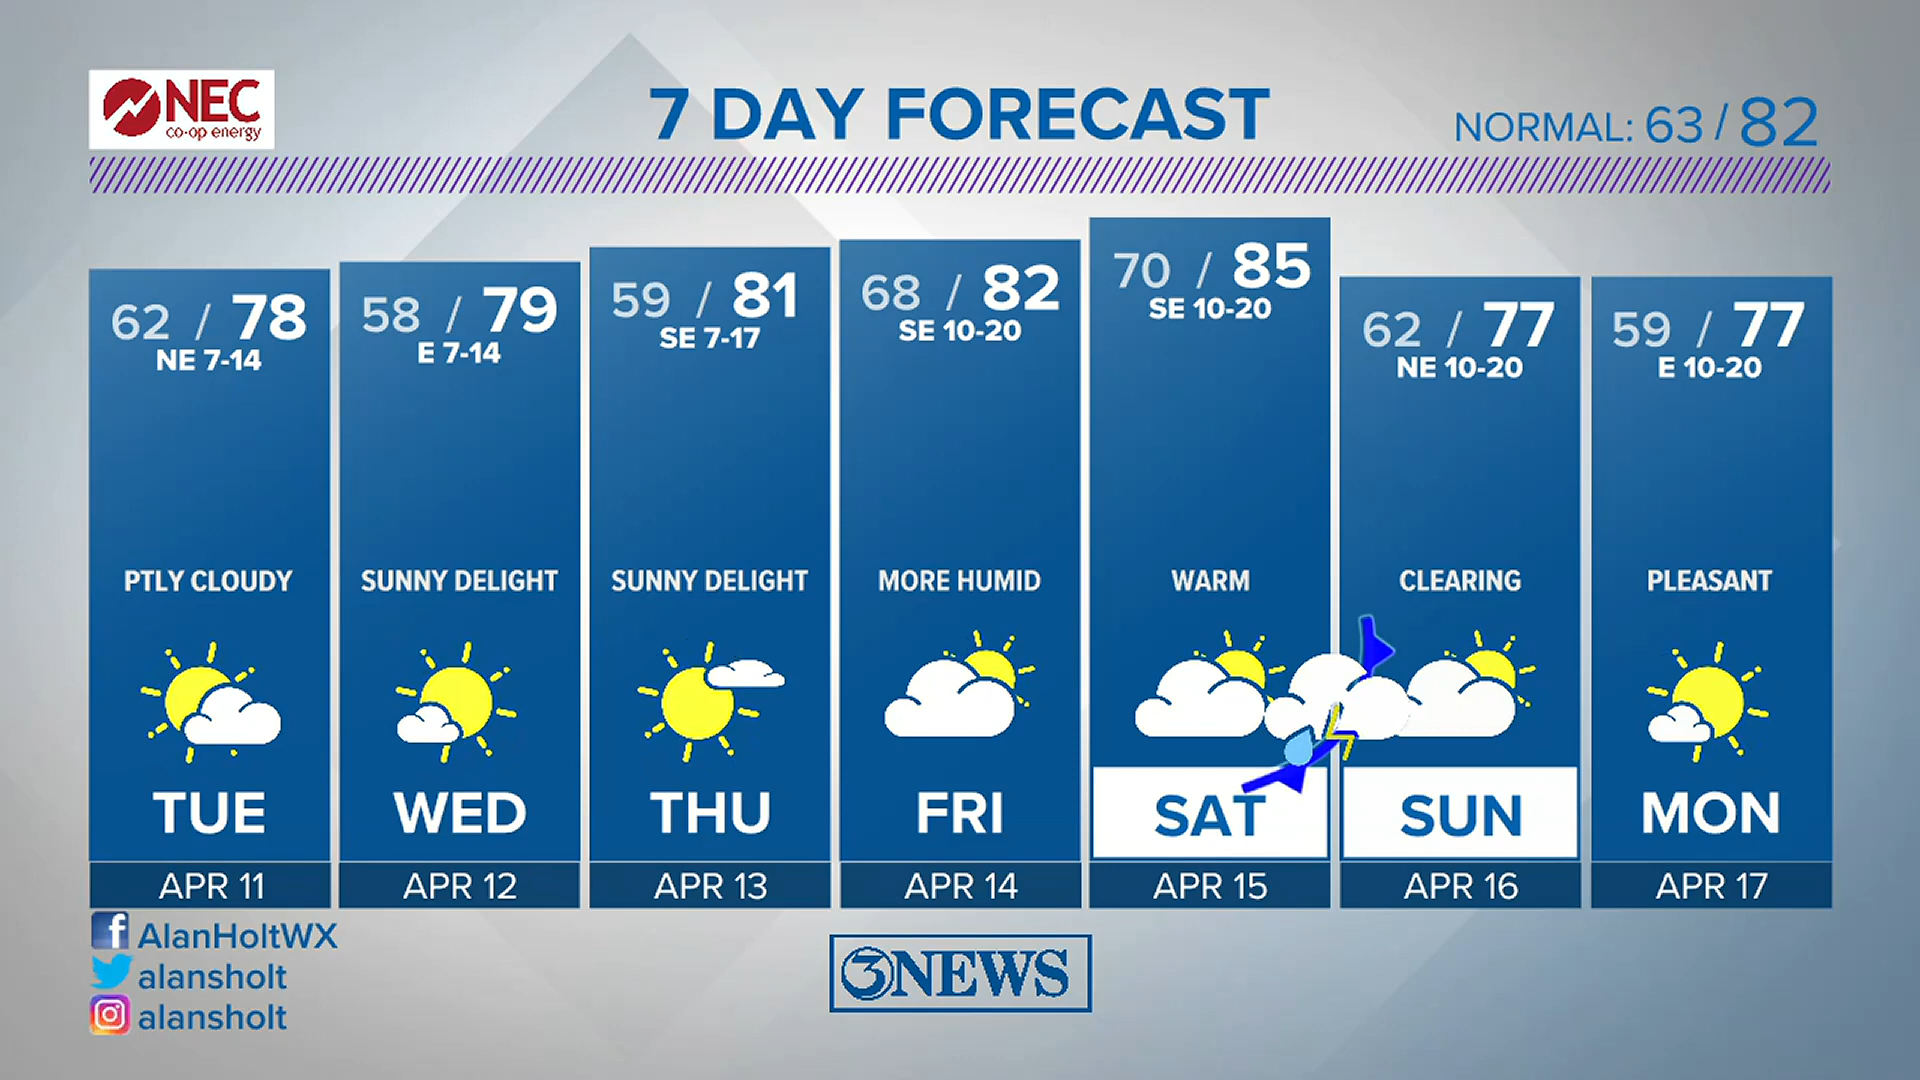 NEC
co-op energy
7 DAY FORECAST
NORMAL: 63 / 82
62 / 78
NE 7-14
PTLY CLOUDY
TUE
APR 11
58 / 79
E 7-14
SUNNY DELIGHT
WED
APR 12
59 / 81
SE 7-17
SUNNY DELIGHT
THU
APR 13
68 / 82
SE 10-20
MORE HUMID
FRI
APR 14
70 / 85
SE 10-20
WARM
SAT
APR 15
62 / 77
NE 10-20
CLEARING
SUN
APR 16
59 / 77
E 10-20
PLEASANT
MON
APR 17
f AlanHoltWX
alansholt
alansholt
3NEWS